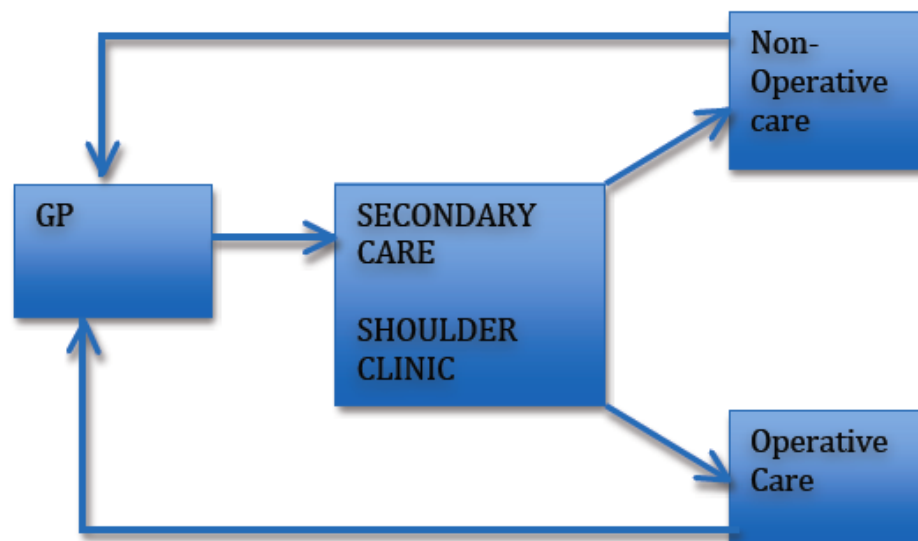 Non-
Operative
care
GP
SECONDARY
CARE
SHOULDER
CLINIC
Operative
Care